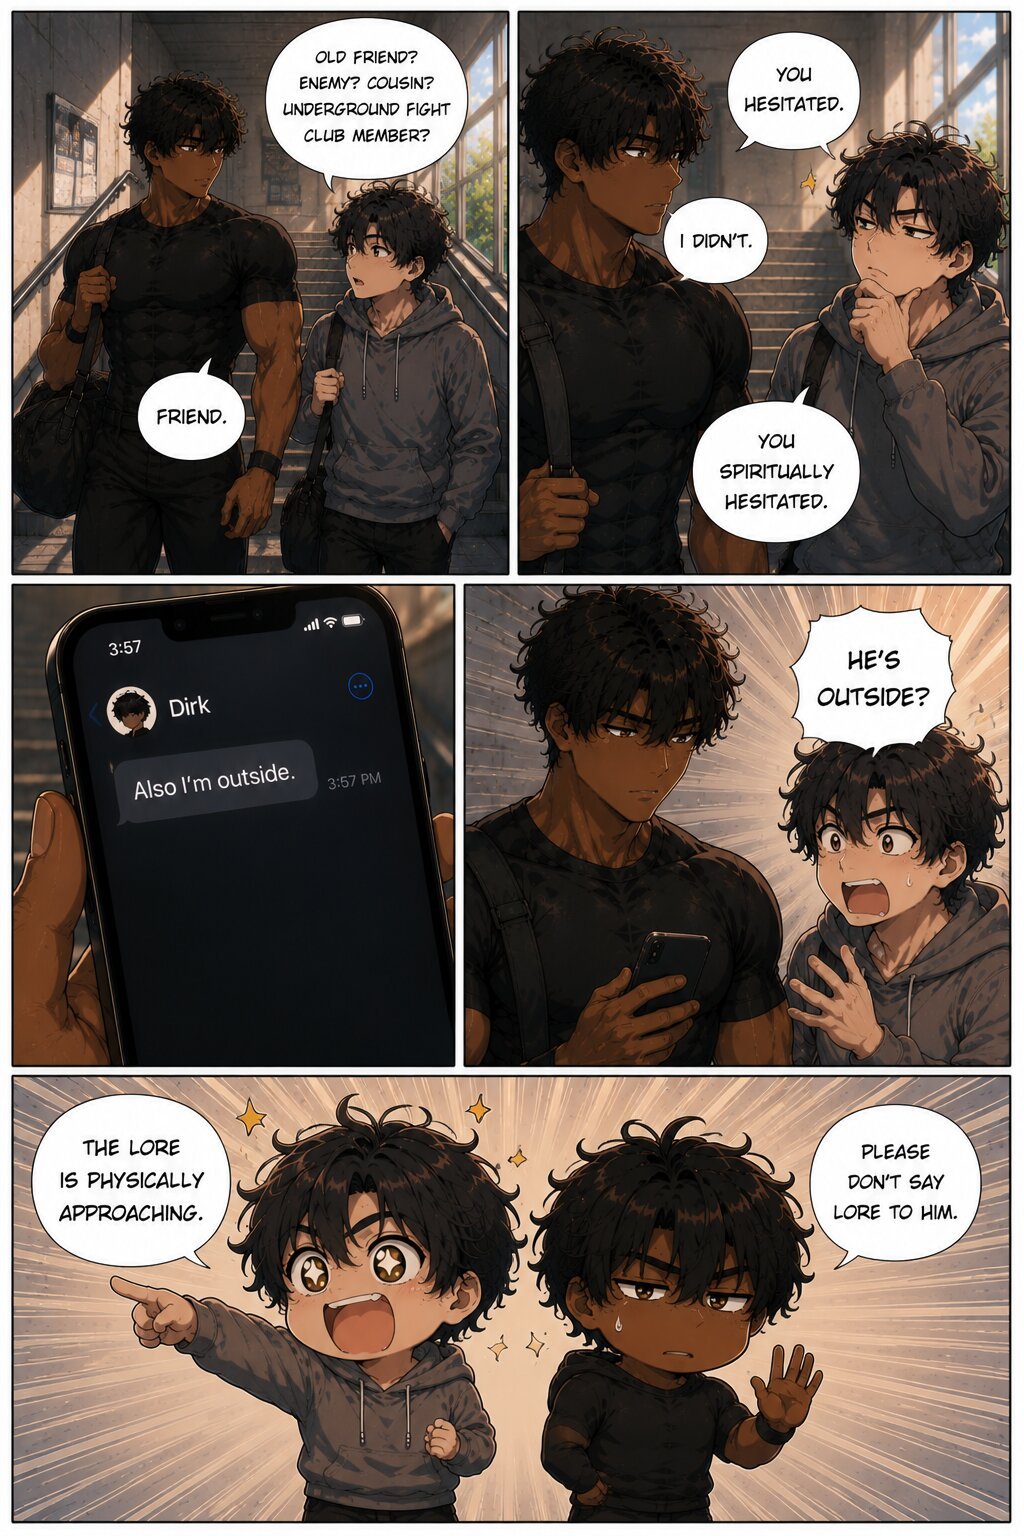 OLD FRIEND?
ENEMY? COUSIN?
UNDERGROUND FIGHT
CLUB MEMBER?
FRIEND.
YOU
HESITATED.
I DIDN'T.
YOU
SPIRITUALLY
HESITATED.
3:57
Dirk
Also I'm outside.
3:57 PM
HE'S
OUTSIDE?
THE LORE
IS PHYSICALLY
APPROACHING.
PLEASE
DON'T SAY
LORE TO HIM.